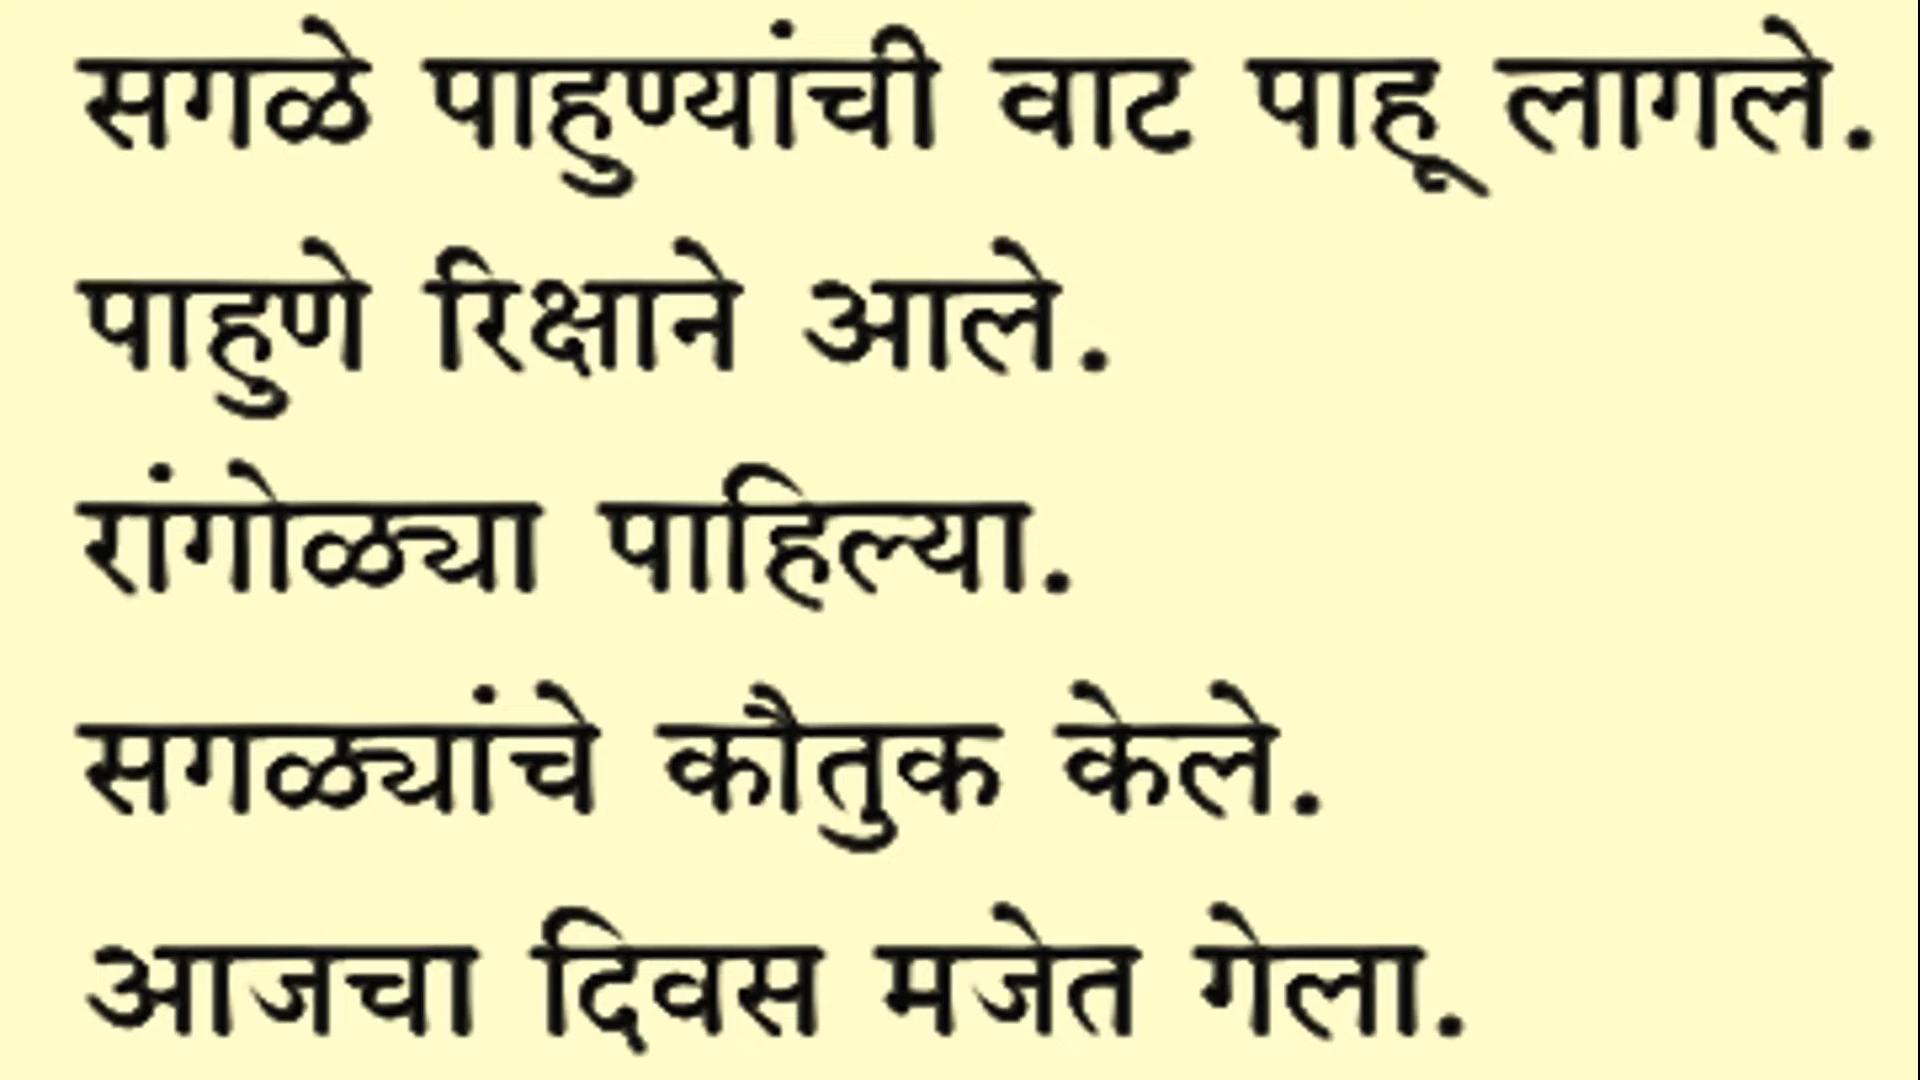 सगळे पाहुण्यांची वाट पाहू लागले.
पाहुणे रिक्षाने आले.
रांगोळ्या पाहिल्या.
सगळ्यांचे कौतुक केले.
आजचा दिवस मजेत गेला.